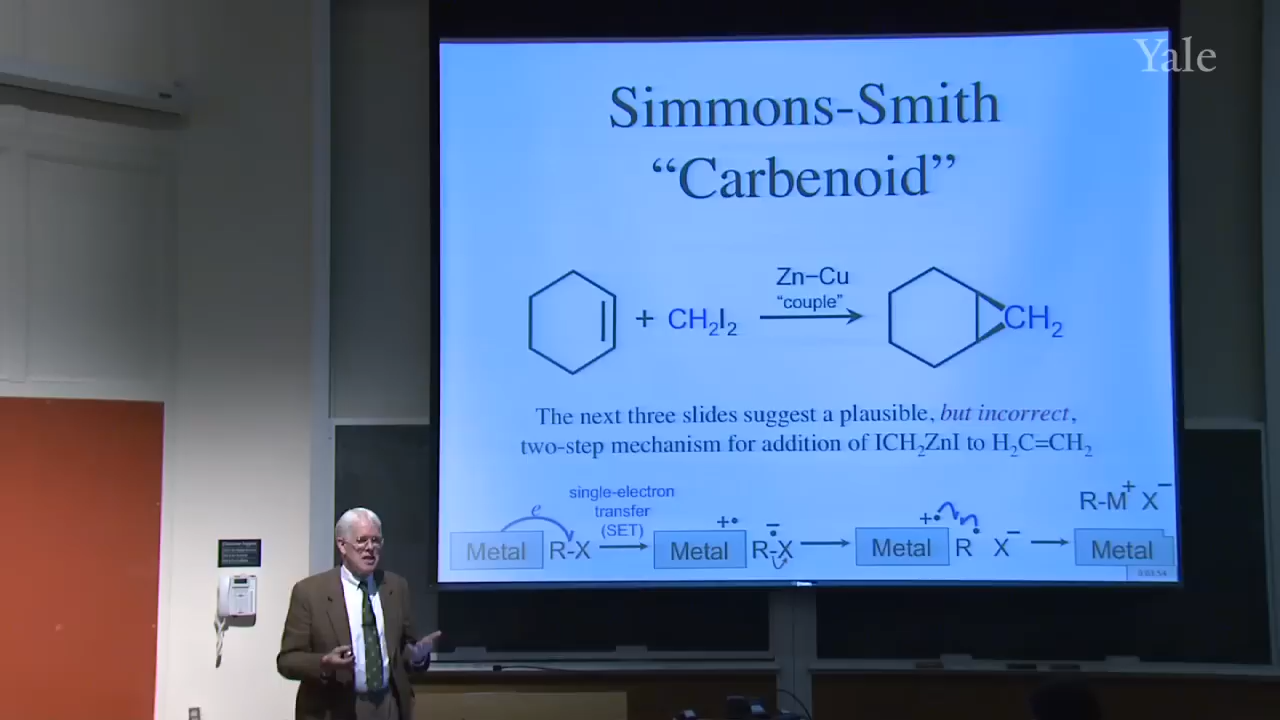 Yale
Simmons-Smith
“Carbenoid”
Zn–Cu
“couple”
+ CH₂I₂
CH₂
The next three slides suggest a plausible, but incorrect,
two-step mechanism for addition of ICH₂ZnI to H₂C=CH₂
single-electron
transfer
(SET)
e
Metal R-X
+•
Metal R-X
+•
Metal R• X⁻
R-M⁺ X⁻
Metal